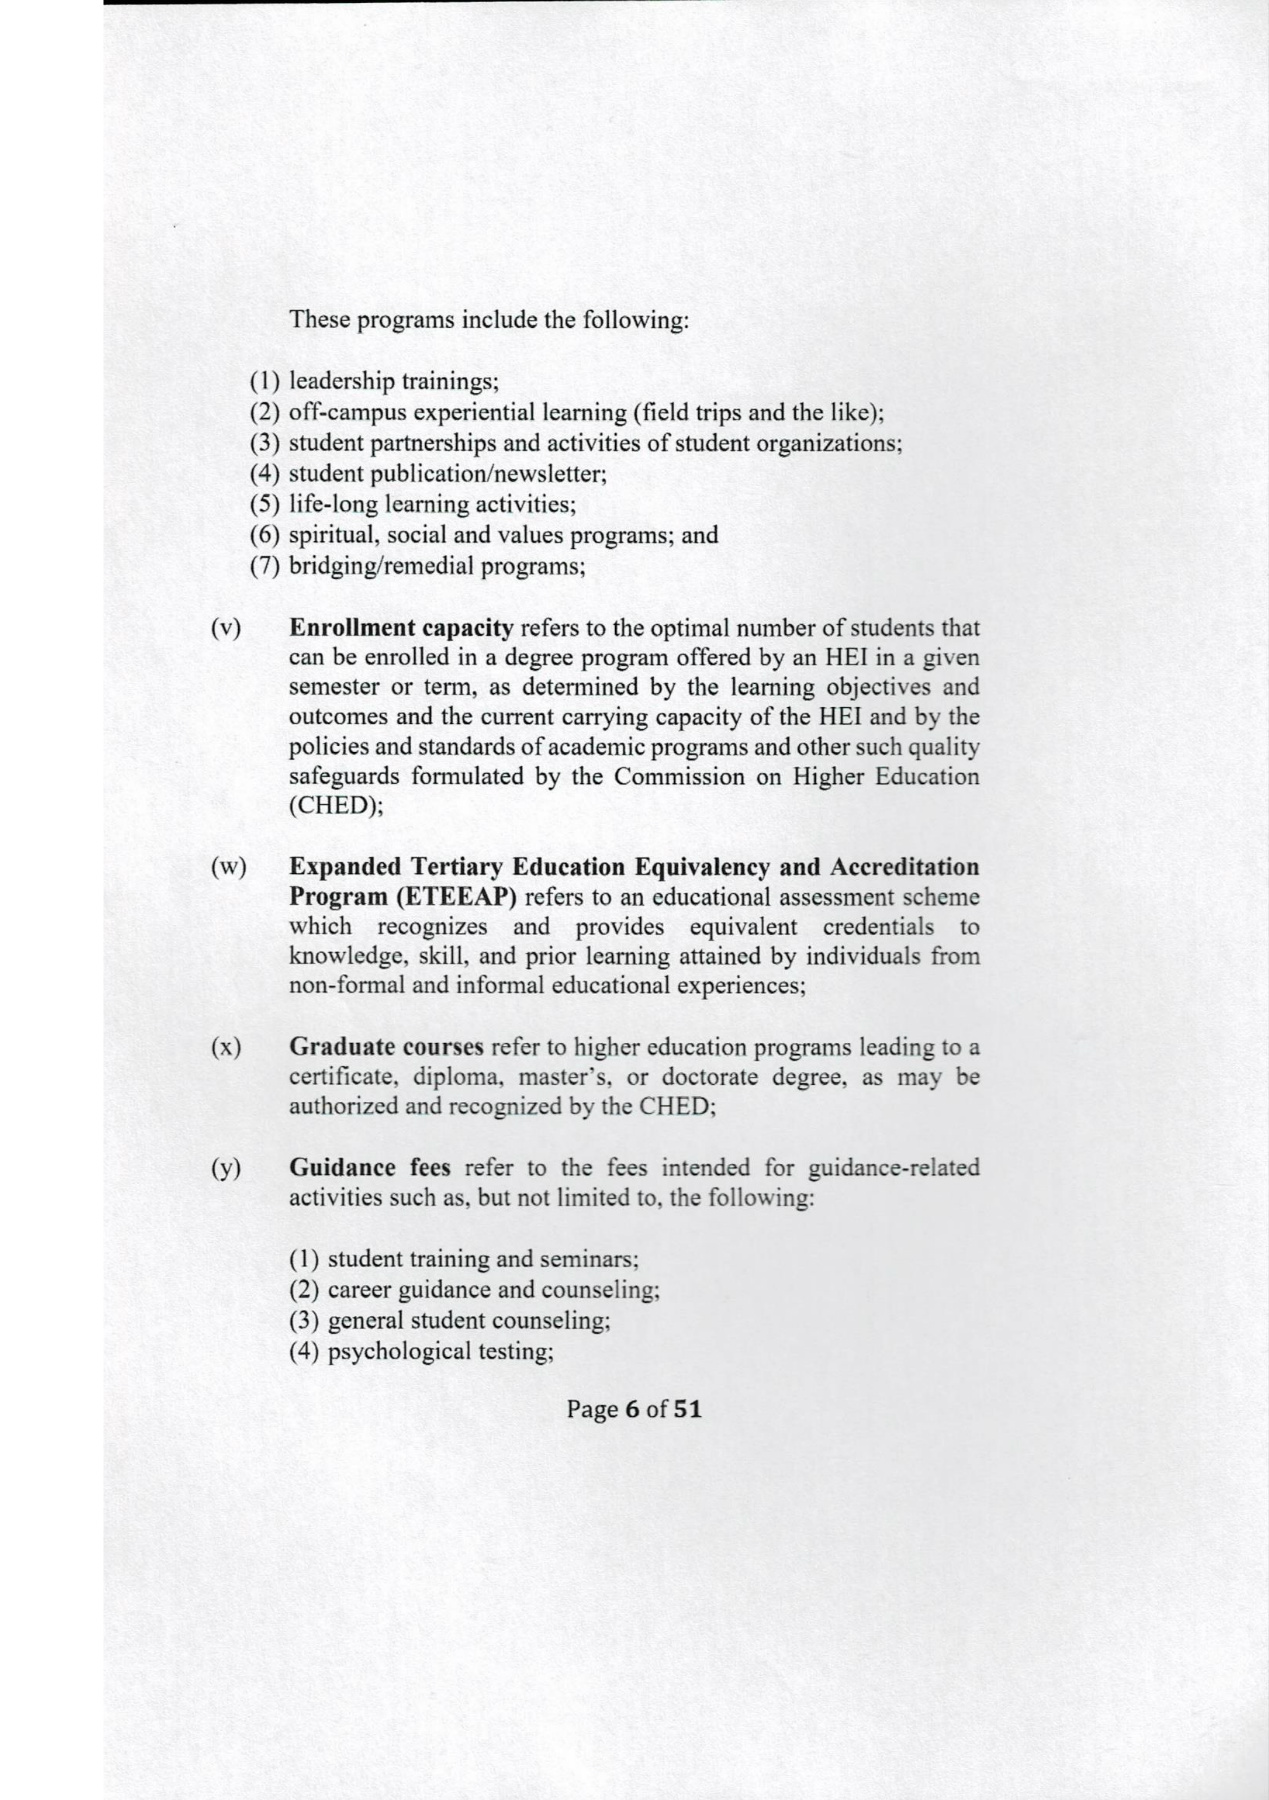 These programs include the following:
(1) leadership trainings;
(2) off-campus experiential learning (field trips and the like);
(3) student partnerships and activities of student organizations;
(4) student publication/newsletter;
(5) life-long learning activities;
(6) spiritual, social and values programs; and
(7) bridging/remedial programs;
(v) Enrollment capacity refers to the optimal number of students that
can be enrolled in a degree program offered by an HEI in a given
semester or term, as determined by the learning objectives and
outcomes and the current carrying capacity of the HEI and by the
policies and standards of academic programs and other such quality
safeguards formulated by the Commission on Higher Education
(CHED);
(w) Expanded Tertiary Education Equivalency and Accreditation
Program (ETEEAP) refers to an educational assessment scheme
which recognizes and provides equivalent credentials to
knowledge, skill, and prior learning attained by individuals from
non-formal and informal educational experiences;
(x) Graduate courses refer to higher education programs leading to a
certificate, diploma, master's, or doctorate degree, as may be
authorized and recognized by the CHED;
(y) Guidance fees refer to the fees intended for guidance-related
activities such as, but not limited to, the following:
(1) student training and seminars;
(2) career guidance and counseling;
(3) general student counseling;
(4) psychological testing;
Page 6 of 51